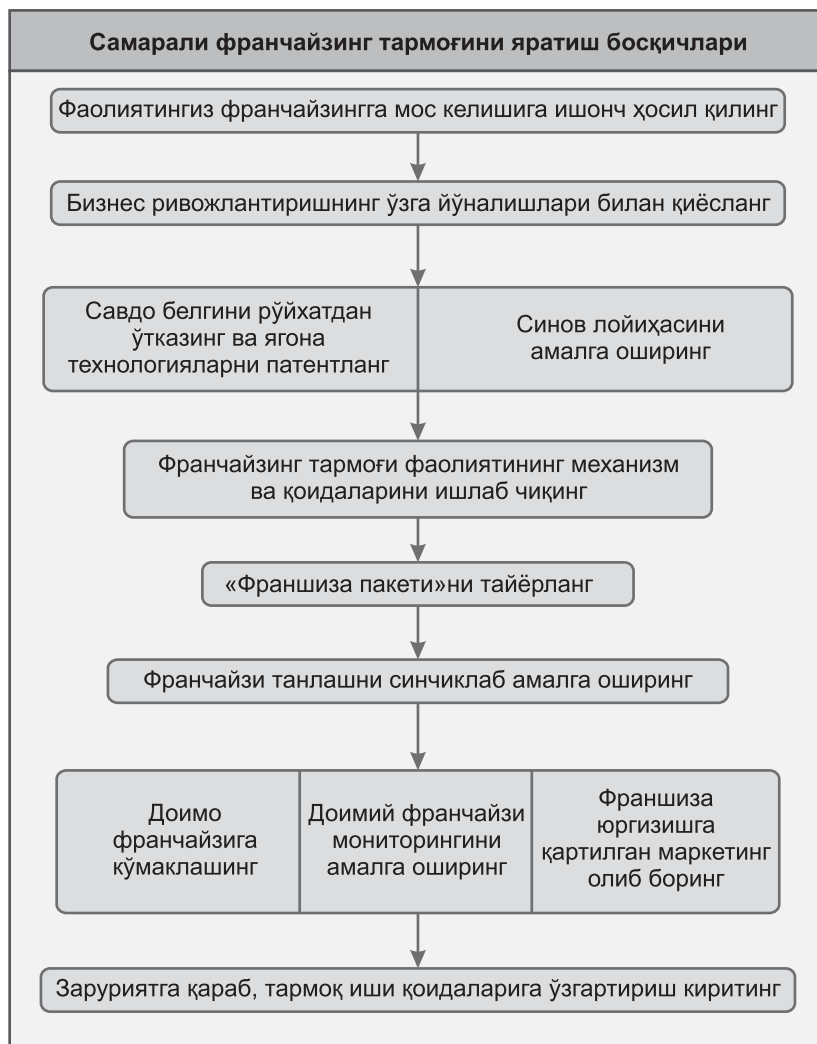 Самарали франчайзинг тармоғини яратиш босқичлари
Фаолиятингиз франчайзингга мос келишига ишонч ҳосил қилинг
Бизнес ривожлантиришнинг ўзга йўналишлари билан қиёсланг
Савдо белгини рўйхатдан
ўтказинг ва ягона
технологияларни патентланг
Синов лойиҳасини
амалга оширинг
Франчайзинг тармоғи фаолиятининг механизм
ва қоидаларини ишлаб чиқинг
«Франшиза пакети»ни тайёрланг
Франчайзи танлашни синчиклаб амалга оширинг
Доимо
франчайзига
кўмаклашинг
Доимий франчайзи
мониторингини
амалга оширинг
Франшиза
юргизишга
қартилган маркетинг
олиб боринг
Заруриятга қараб, тармоқ иши қоидаларига ўзгартириш киритинг